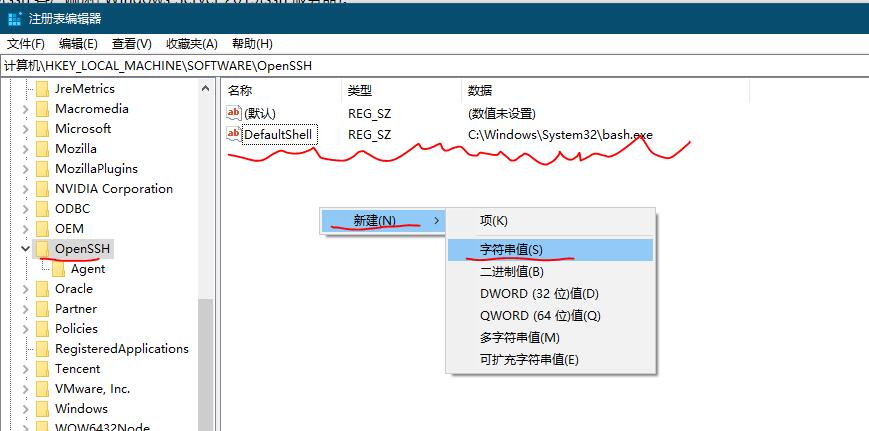 注册表编辑器
文件(F) 编辑(E) 查看(V) 收藏夹(A) 帮助(H)
计算机\HKEY_LOCAL_MACHINE\SOFTWARE\OpenSSH
JreMetrics
Macromedia
Microsoft
Mozilla
MozillaPlugins
NVIDIA Corporation
ODBC
OEM
OpenSSH
Agent
Oracle
Partner
Policies
RegisteredApplications
Tencent
VMware, Inc.
Windows
WOW6432Node
名称 类型 数据
ab (默认) REG_SZ (数值未设置)
ab DefaultShell REG_SZ C:\Windows\System32\bash.exe
新建(N) >
项(K)
字符串值(S)
二进制值(B)
DWORD (32 位)值(D)
QWORD (64 位)值(Q)
多字符串值(M)
可扩充字符串值(E)